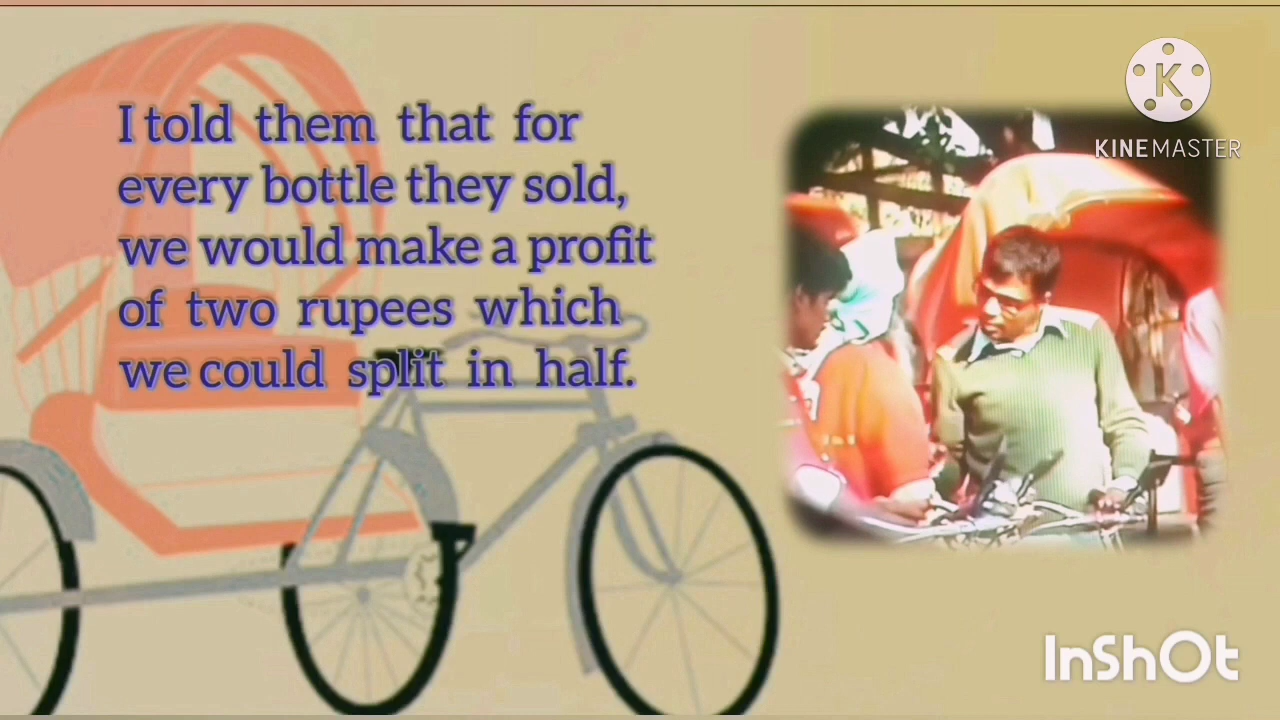 I told them that for
every bottle they sold,
we would make a profit
of two rupees which
we could split in half.
K
KINEMASTER
InShOt